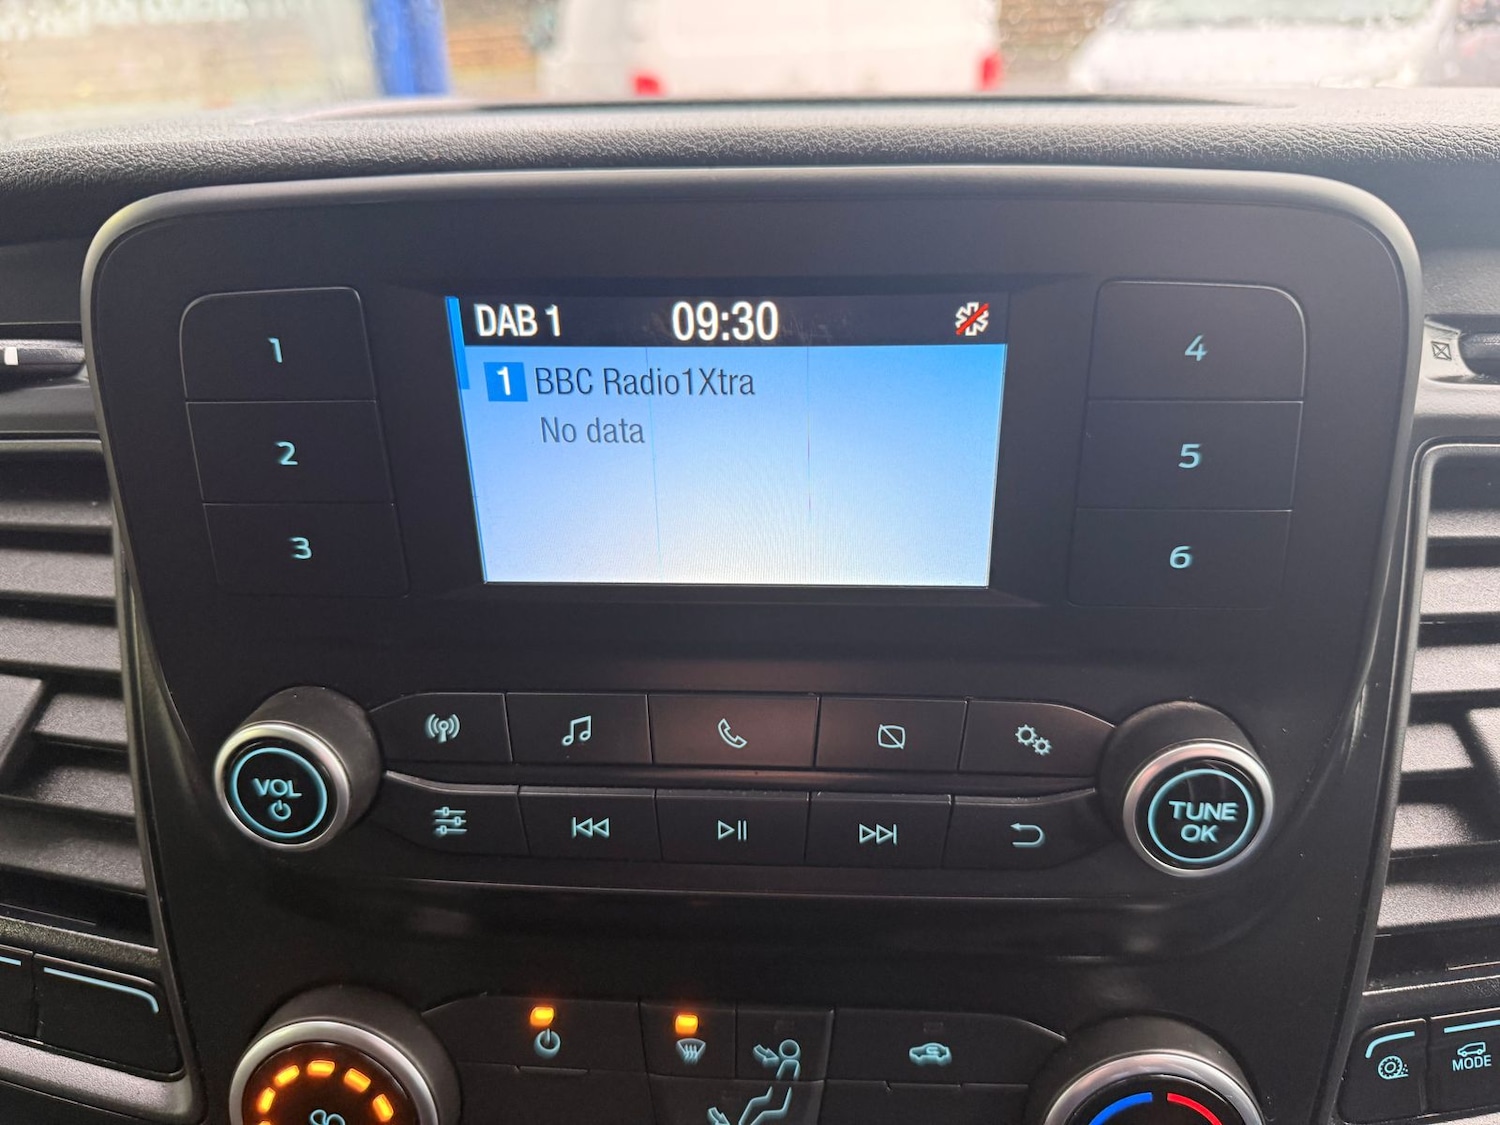 DAB 1 09:30
1 BBC Radio1Xtra
No data
1
2
3
4
5
6
VOL
TUNE
OK
MODE